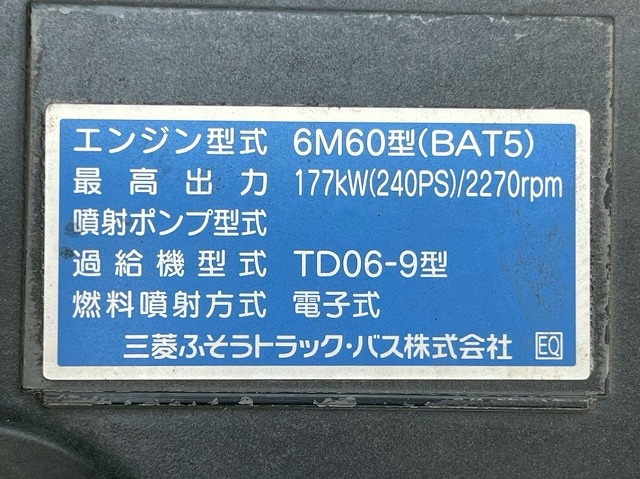 エンジン型式 6M60型(BAT5)
最高出力 177kW(240PS)/2270rpm
噴射ポンプ型式
過給機型式 TD06-9型
燃料噴射方式 電子式
三菱ふそうトラック・バス株式会社 EQ